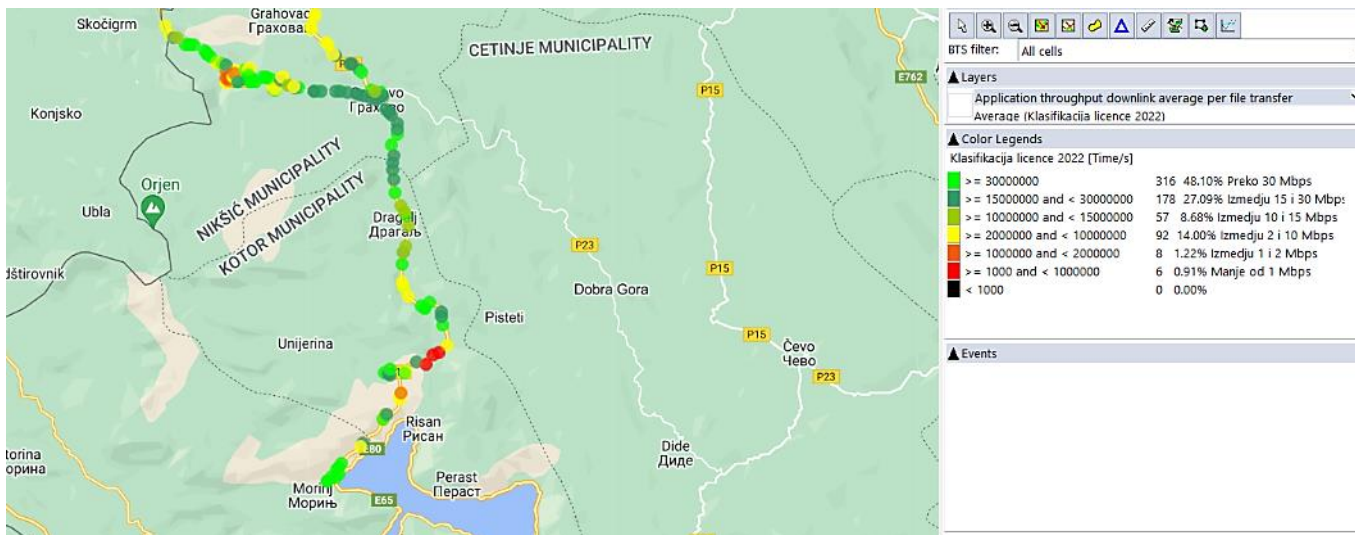 Grahovac
Граховац
Skočigrm
CETINJE MUNICIPALITY
E762
P15
Konjsko
Грахово
NIKŠIĆ MUNICIPALITY
KOTOR MUNICIPALITY
Orjen
Ubla
Dragalj
Драгаљ
P23
P15
Dobra Gora
Pisteti
Unijerina
P15
Čevo
Чево
P23
Risan
Рисан
E80
Dide
Диде
Perast
Пераст
Morinj
Морињ
E65
BTS filter: All cells
Layers
Application throughput downlink average per file transfer
Average (Klasifikacija licence 2022)
Color Legends
Klasifikacija licence 2022 [Time/s]
>= 30000000 316 48.10% Preko 30 Mbps
>= 15000000 and < 30000000 178 27.09% Izmedju 15 i 30 Mbps
>= 10000000 and < 15000000 57 8.68% Izmedju 10 i 15 Mbps
>= 2000000 and < 10000000 92 14.00% Izmedju 2 i 10 Mbps
>= 1000000 and < 2000000 8 1.22% Izmedju 1 i 2 Mbps
>= 1000 and < 1000000 6 0.91% Manje od 1 Mbps
< 1000 0 0.00%
Events